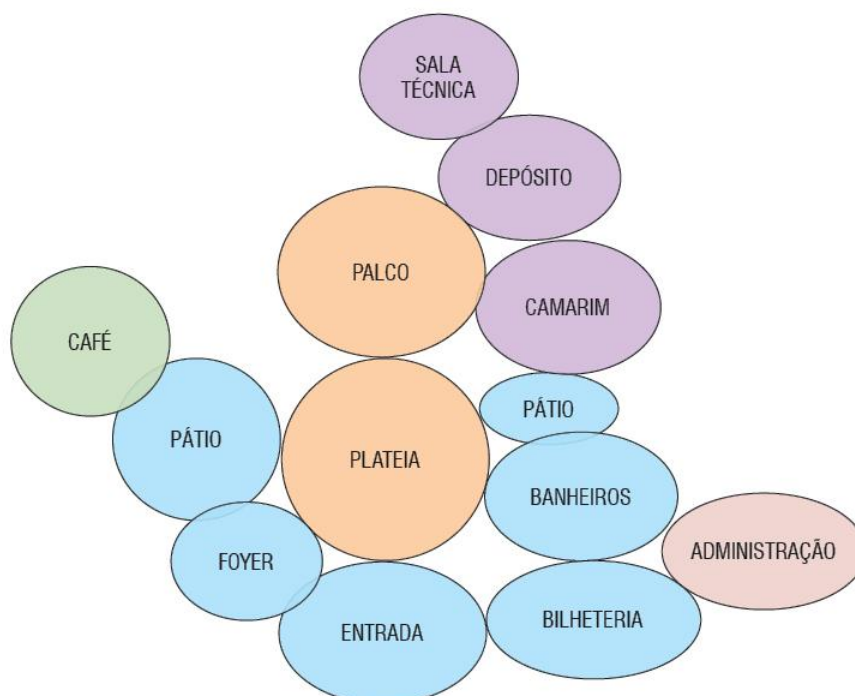 SALA
TÉCNICA
DEPÓSITO
PALCO
CAMARIM
CAFÉ
PÁTIO
PÁTIO
PLATEIA
BANHEIROS
ADMINISTRAÇÃO
FOYER
BILHETERIA
ENTRADA